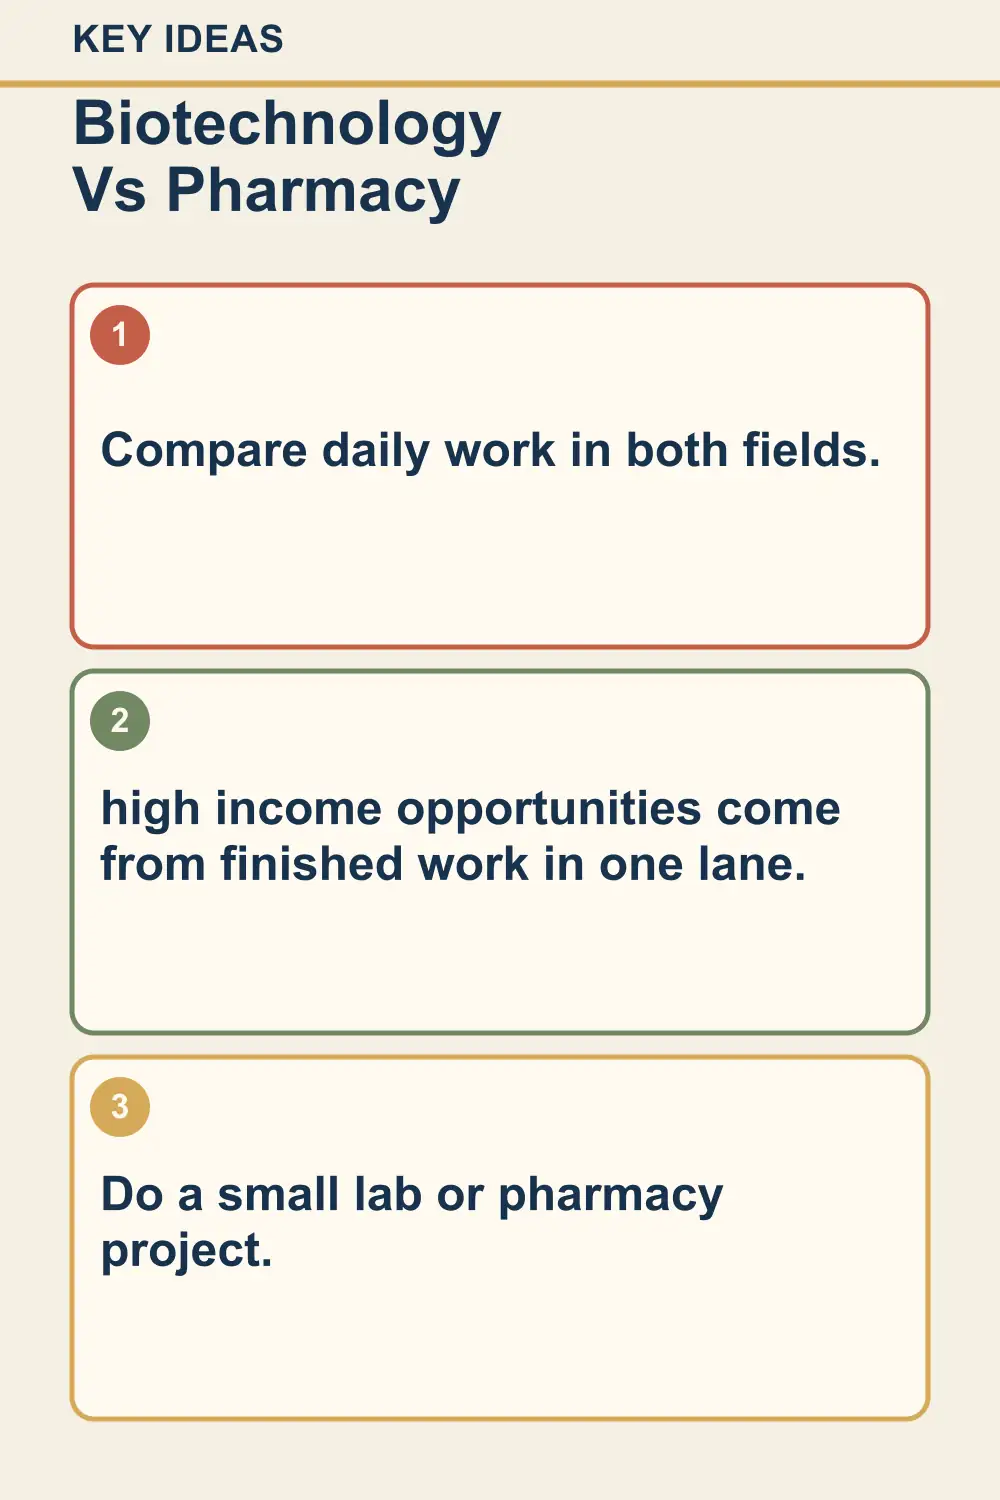 KEY IDEAS
Biotechnology
Vs Pharmacy
1
Compare daily work in both fields.
2
high income opportunities come
from finished work in one lane.
3
Do a small lab or pharmacy
project.